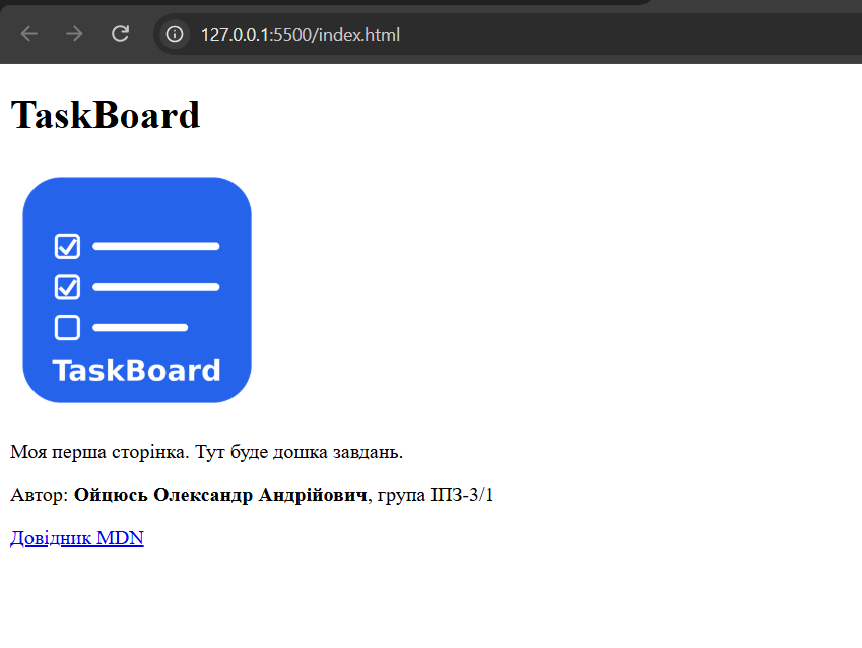 127.0.0.1:5500/index.html
TaskBoard
TaskBoard
Моя перша сторінка. Тут буде дошка завдань.
Автор: Ойцюсь Олександр Андрійович, група ІПЗ-3/1
Довідник MDN